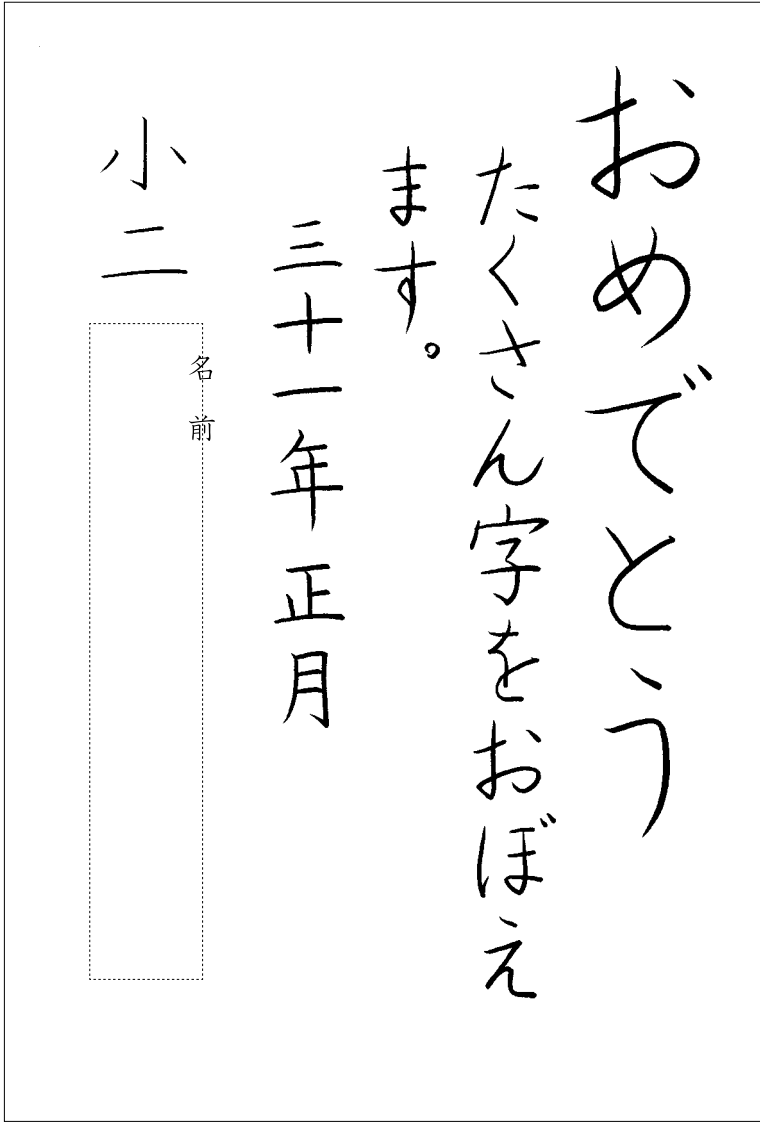 おめでとう
たくさん字をおぼえ
ます。
三十一年正月
小二
名前